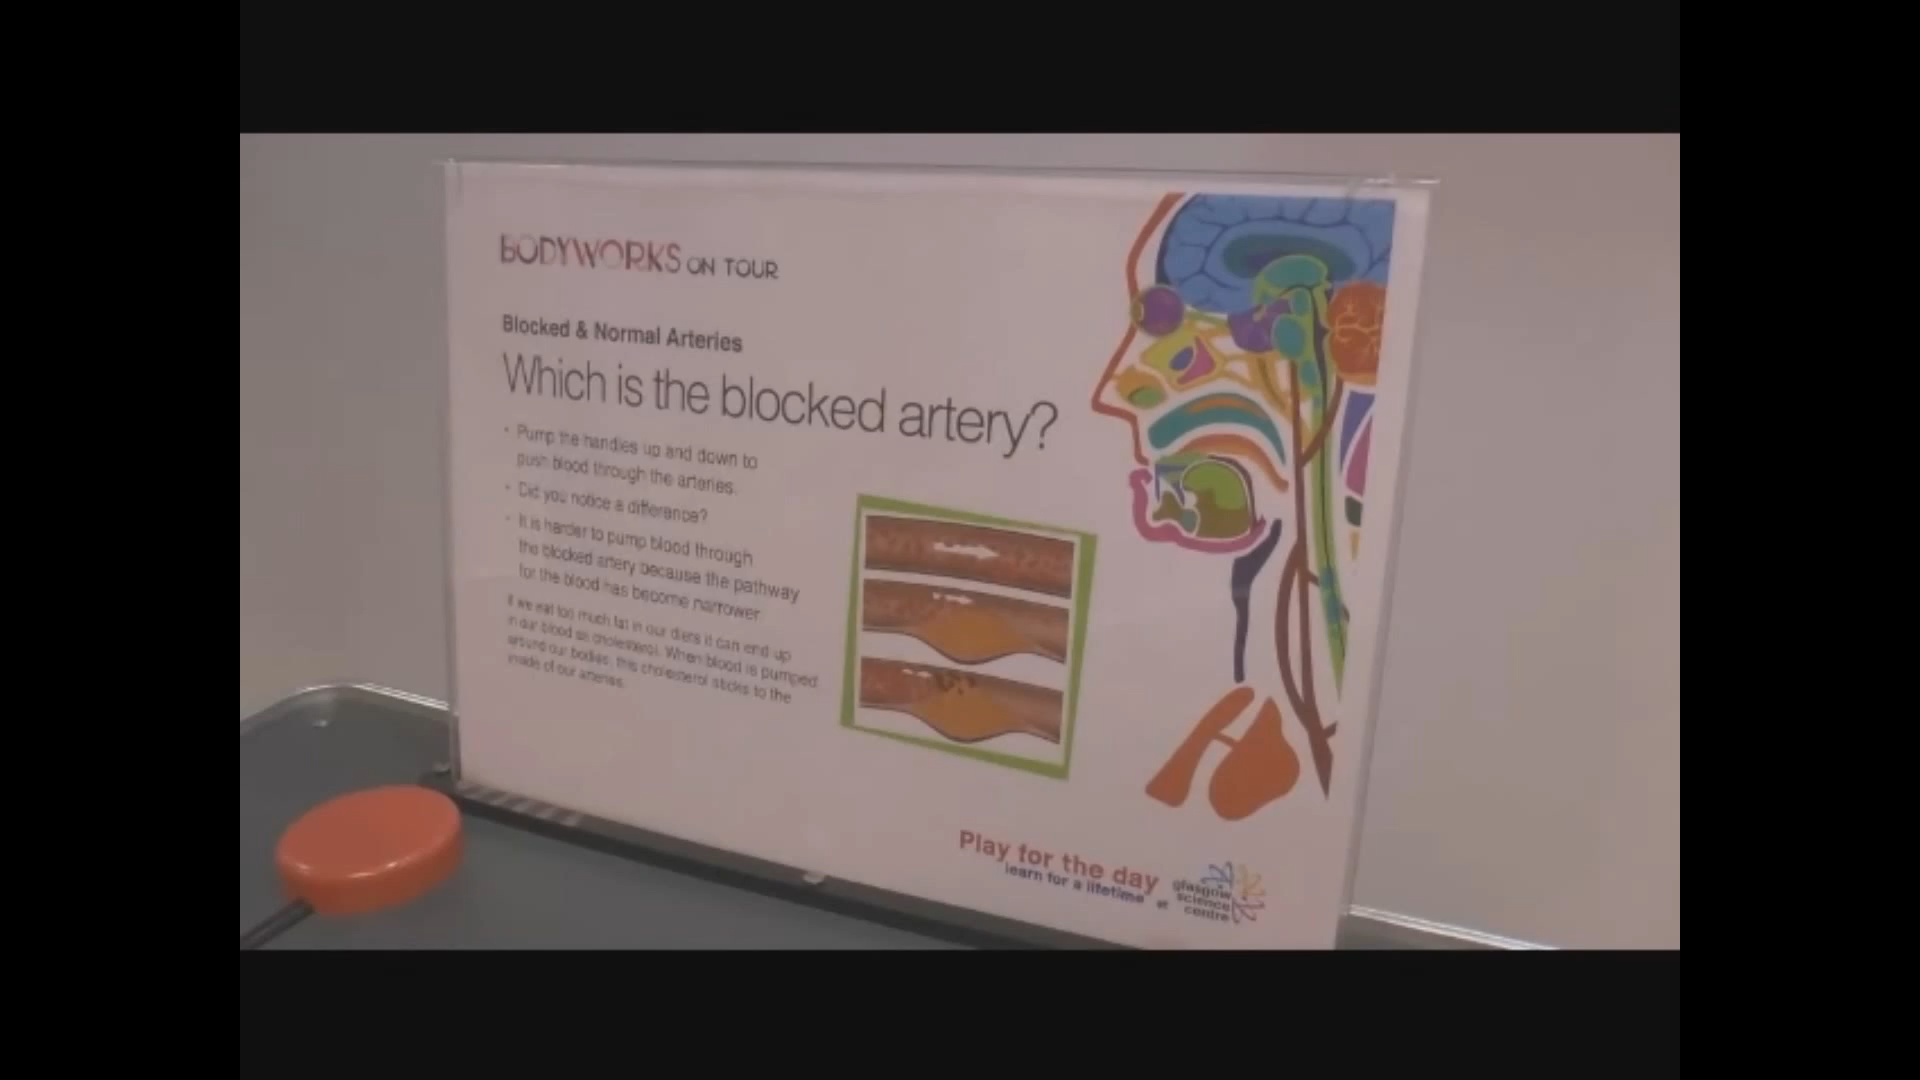 BODYWORKS ON TOUR
Blocked & Normal Arteries
Which is the blocked artery?
• Pump the handles up and down to
push blood through the arteries.
• Did you notice a difference?
• It is harder to pump blood through
the blocked artery because the pathway
for the blood has become narrower.
If we eat too much fat in our diets it can end up
in our blood as cholesterol. When blood is pumped
around our bodies, this cholesterol sticks to the
inside of our arteries.
Play for the day
learn for a lifetime at
glasgow
science
centre